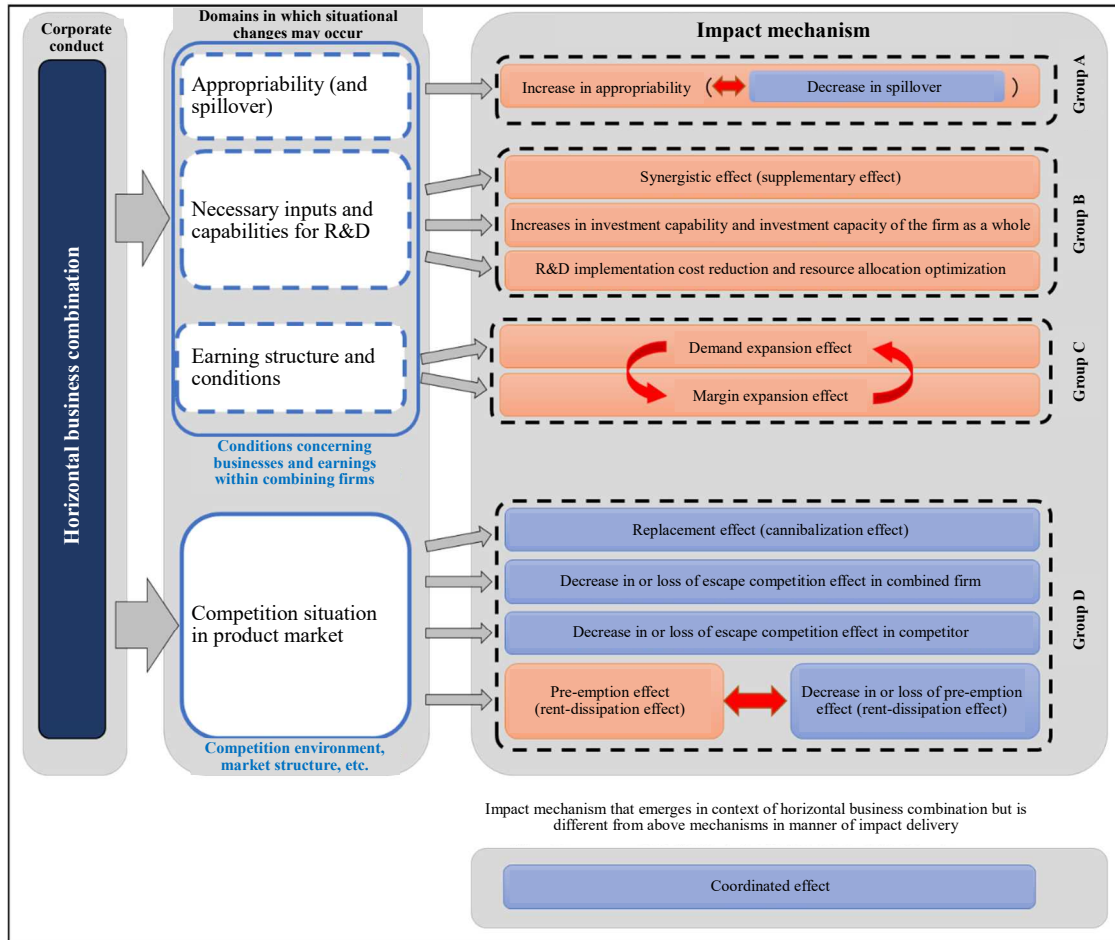 Corporate
conduct
Horizontal business combination
Domains in which situational
changes may occur
Appropriability (and
spillover)
Necessary inputs and
capabilities for R&D
Earning structure and
conditions
Conditions concerning
businesses and earnings
within combining firms
Competition situation
in product market
Competition environment,
market structure, etc.
Impact mechanism
Increase in appropriability ( Decrease in spillover )
Group A
Synergistic effect (supplementary effect)
Increases in investment capability and investment capacity of the firm as a whole
R&D implementation cost reduction and resource allocation optimization
Group B
Demand expansion effect
Margin expansion effect
Group C
Replacement effect (cannibalization effect)
Decrease in or loss of escape competition effect in combined firm
Decrease in or loss of escape competition effect in competitor
Pre-emption effect
(rent-dissipation effect)
Decrease in or loss of pre-emption
effect (rent-dissipation effect)
Group D
Impact mechanism that emerges in context of horizontal business combination but is
different from above mechanisms in manner of impact delivery
Coordinated effect